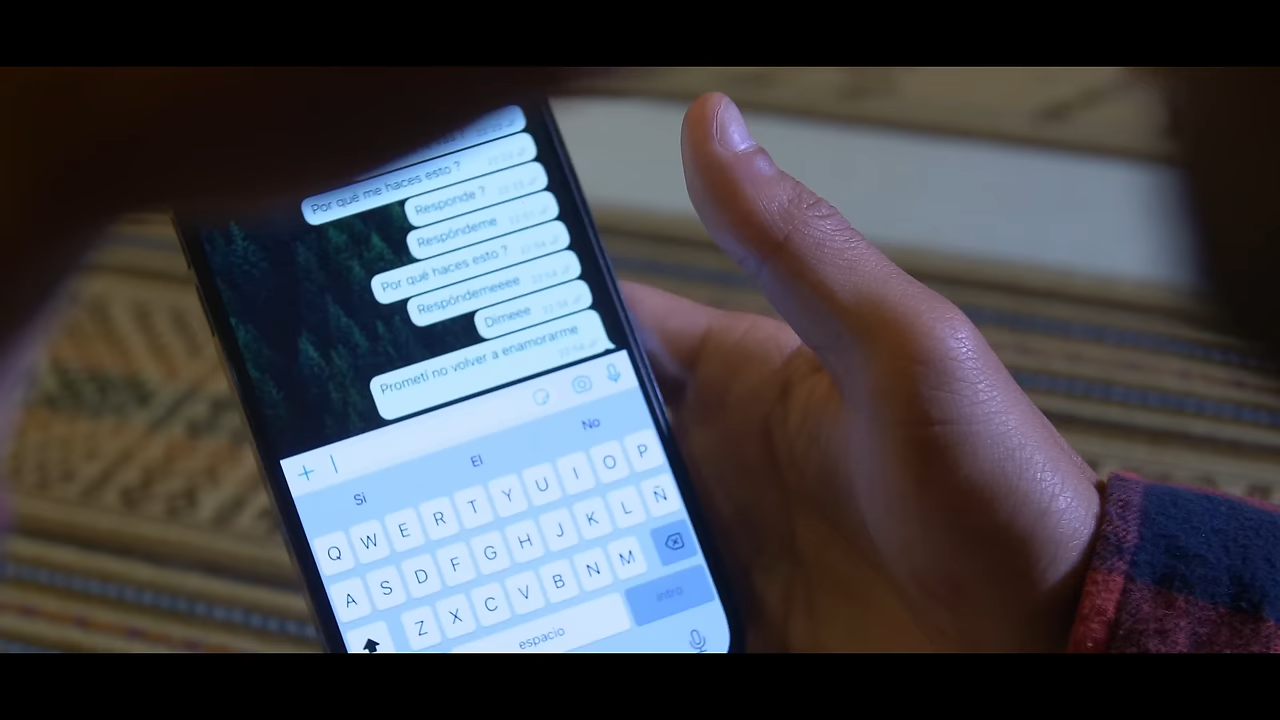 Por qué me haces esto ?
Responde ?
Respóndeme
Por qué haces esto ?
Respóndemeeee
Dimeee
Prometí no volver a enamorarme
Si
El
No
Q W E R T Y U I O P
A S D F G H J K L Ñ
Z X C V B N M
espacio
intro